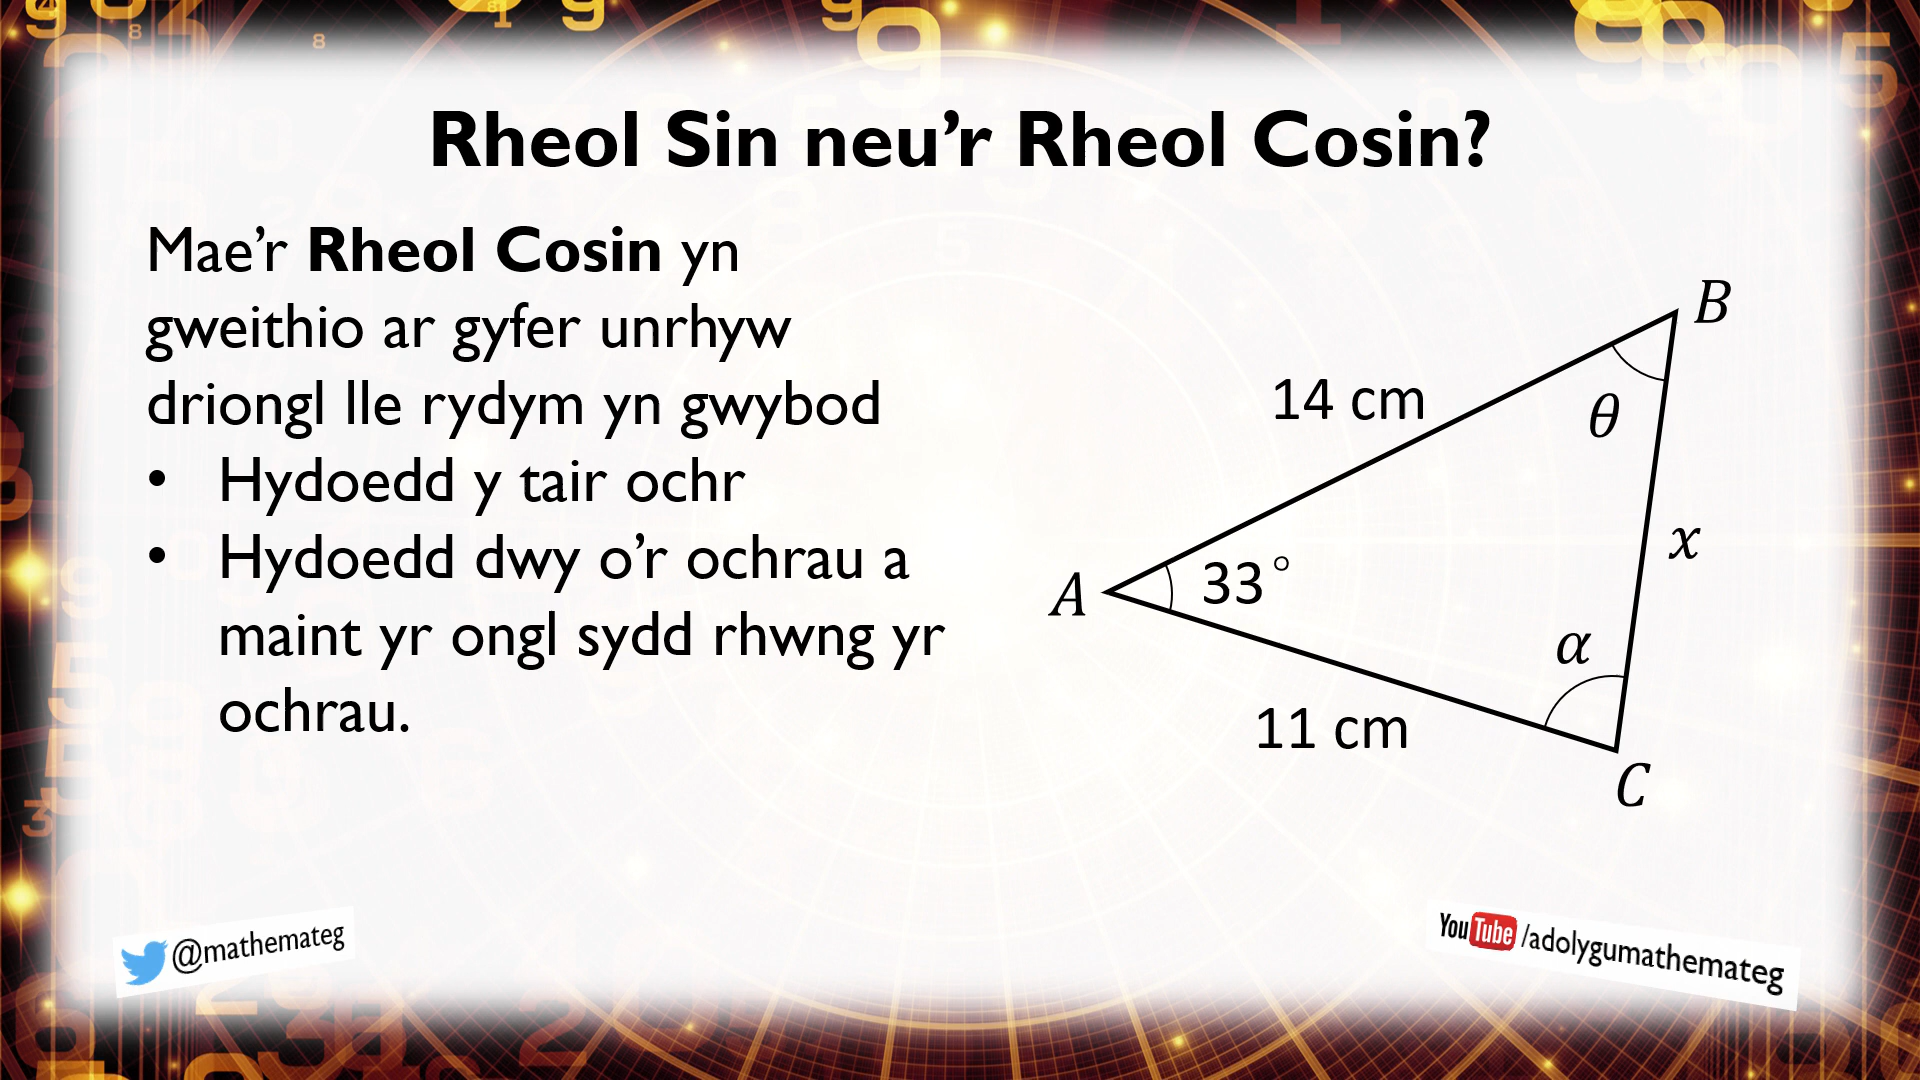 Rheol Sin neu’r Rheol Cosin?
Mae’r Rheol Cosin yn
gweithio ar gyfer unrhyw
driongl lle rydym yn gwybod
• Hydoedd y tair ochr
• Hydoedd dwy o’r ochrau a
maint yr ongl sydd rhwng yr
ochrau.
B
14 cm
θ
x
A
33°
α
11 cm
C
@mathemateg
YouTube /adolygumathemateg